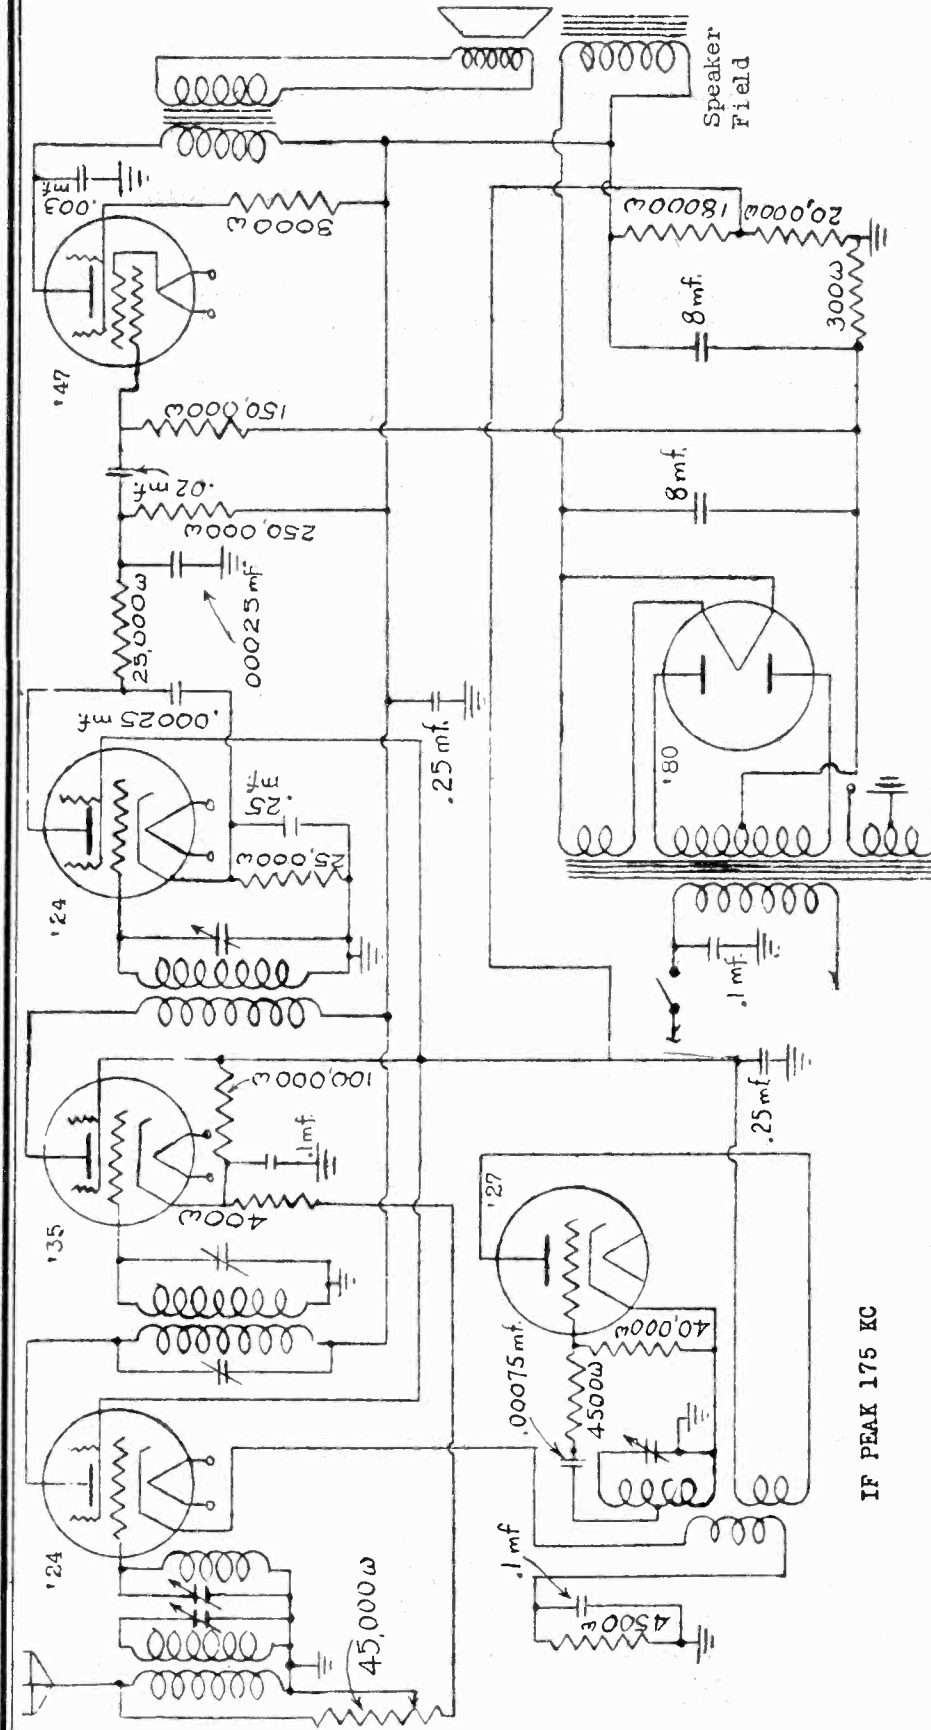 Speaker
Field
.003
mf.
3000ω
'47
150,000ω
.02 mf.
250,000ω
.00025 mf
25,000ω
.00025 mf.
'24
.25
mf.
25,000ω
.25 mf.
18000ω
20,000ω
300ω
8 mf.
8 mf.
'80
.1 mf.
'35
100,000ω
.1 mf.
400ω
.25 mf
'27
.00075 mf.
4500ω
40,000ω
'24
45,000ω
.1 mf
4500ω
IF PEAK 175 KC